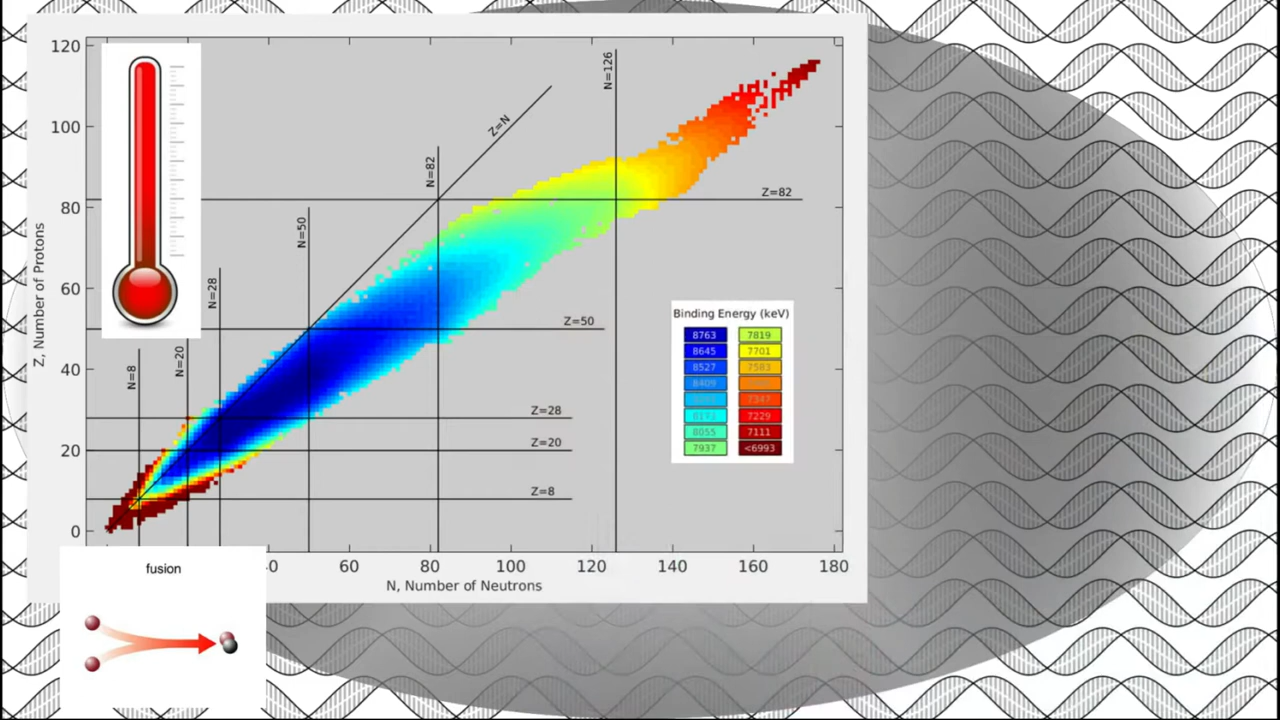 120
100
80
60
40
20
0
Z, Number of Protons
N=8
N=20
N=28
N=50
N=82
Z=N
N=126
Z=82
Z=50
Z=28
Z=20
Z=8
Binding Energy (keV)
8763 7819
8645 7701
8527 7583
8409
7347
8173 7229
8055 7111
7937 <6993
60 80 100 120 140 160 180
N, Number of Neutrons
fusion